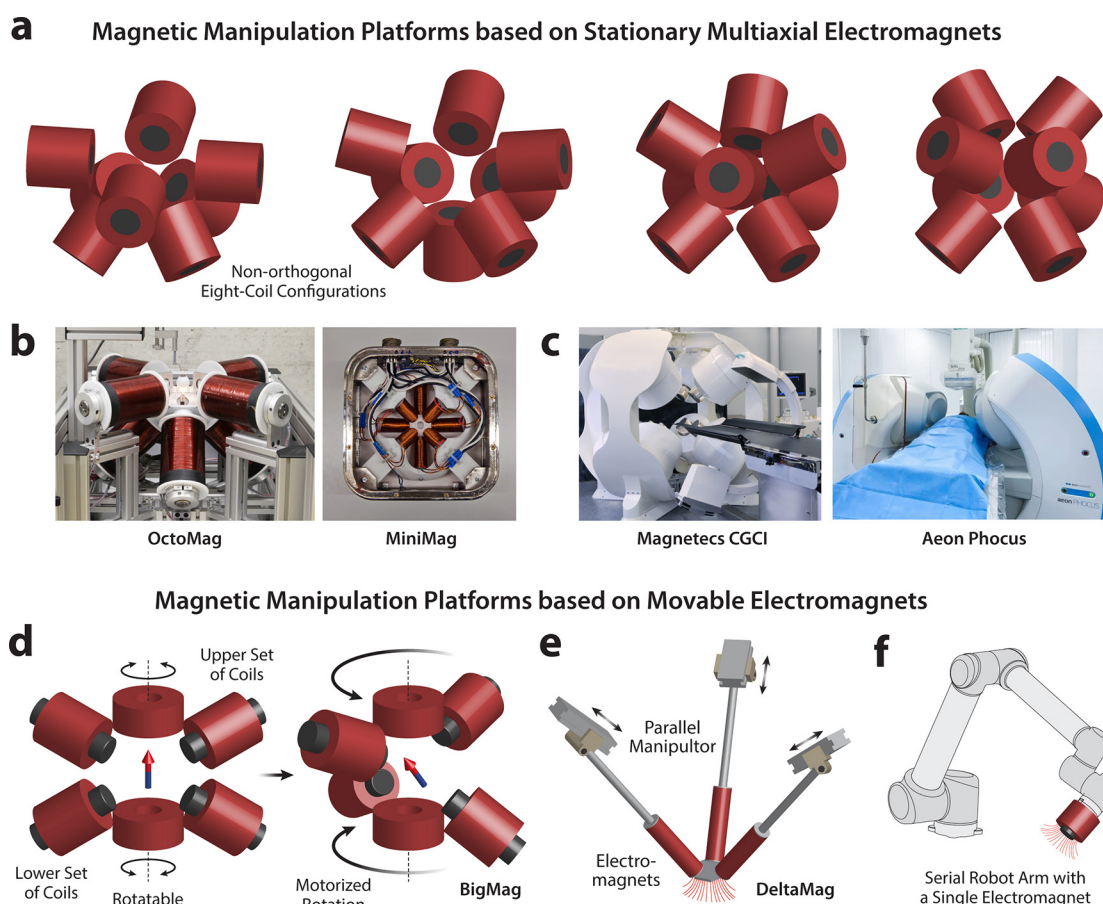 a
Magnetic Manipulation Platforms based on Stationary Multiaxial Electromagnets
Non-orthogonal
Eight-Coil Configurations
b
OctoMag
MiniMag
c
aeon PHOCUS
Magnetecs CGCI
Aeon Phocus
Magnetic Manipulation Platforms based on Movable Electromagnets
d
Upper Set
of Coils
Lower Set
of Coils
Rotatable
Motorized
Rotation
BigMag
e
Parallel
Manipultor
Electro-
magnets
DeltaMag
f
Serial Robot Arm with
a Single Electromagnet